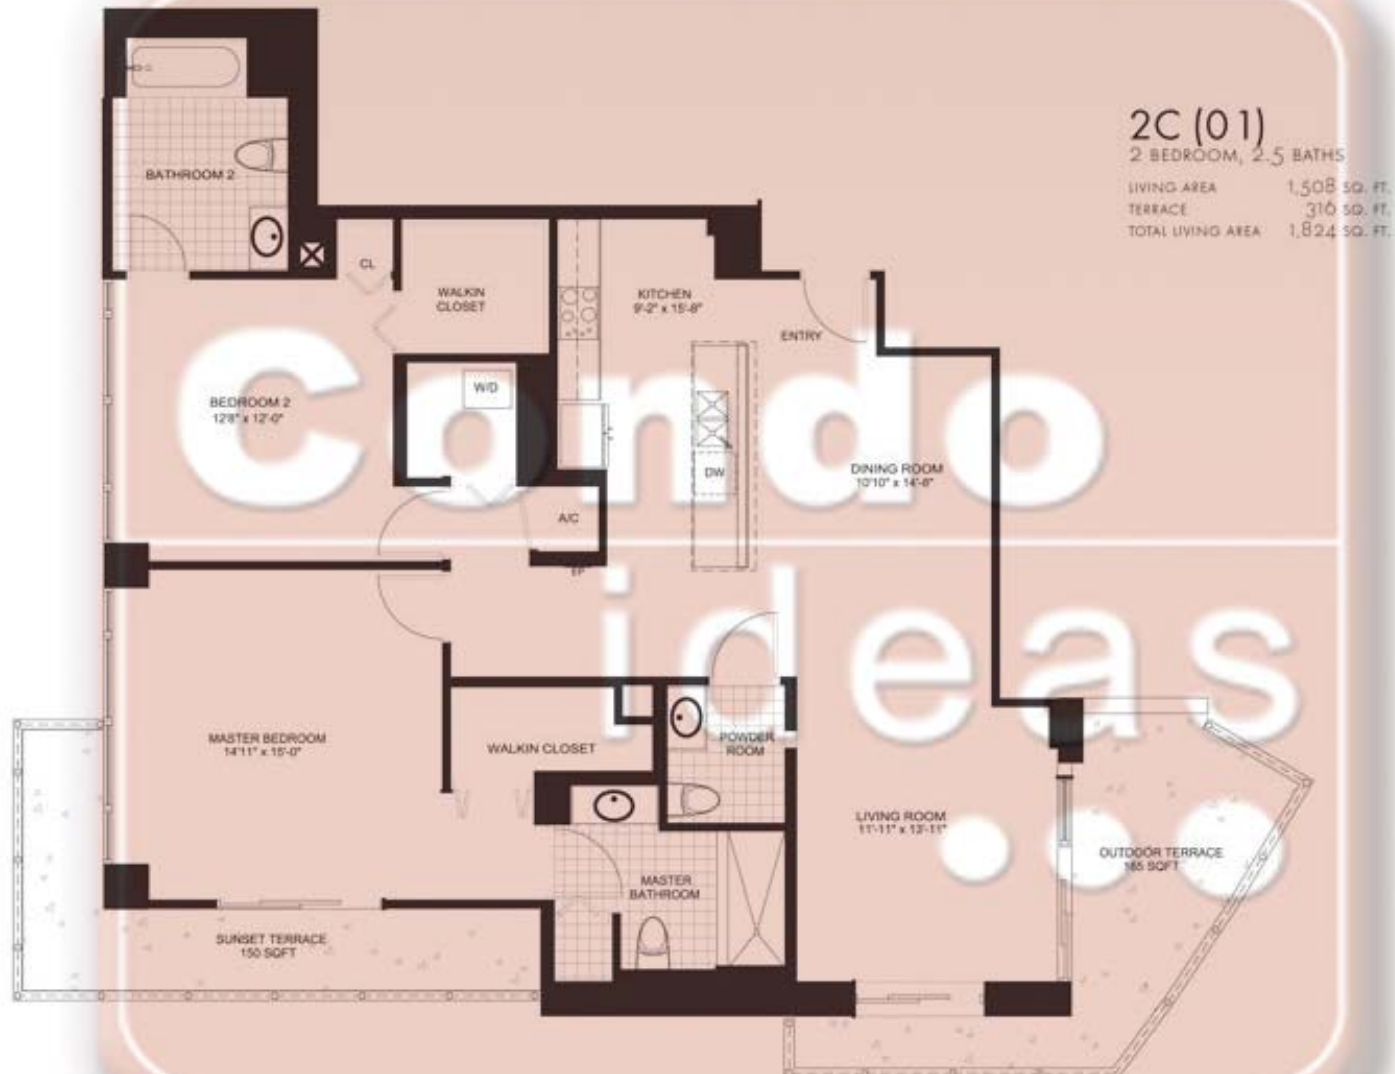 2C (01)
2 BEDROOM, 2.5 BATHS
LIVING AREA 1,508 SQ. FT.
TERRACE 316 SQ. FT.
TOTAL LIVING AREA 1,824 SQ. FT.
BATHROOM 2
CL
WALKIN
CLOSET
KITCHEN
9'-2" x 15'-8"
ENTRY
W/D
BEDROOM 2
12'8" x 12'-0"
Condo
DW
DINING ROOM
10'10" x 14'-8"
A/C
EP
ideas
MASTER BEDROOM
14'11" x 15'-0"
WALKIN CLOSET
POWDER
ROOM
LIVING ROOM
11'-11" x 13'-11"
...
OUTDOOR TERRACE
165 SQFT
MASTER
BATHROOM
SUNSET TERRACE
150 SQFT